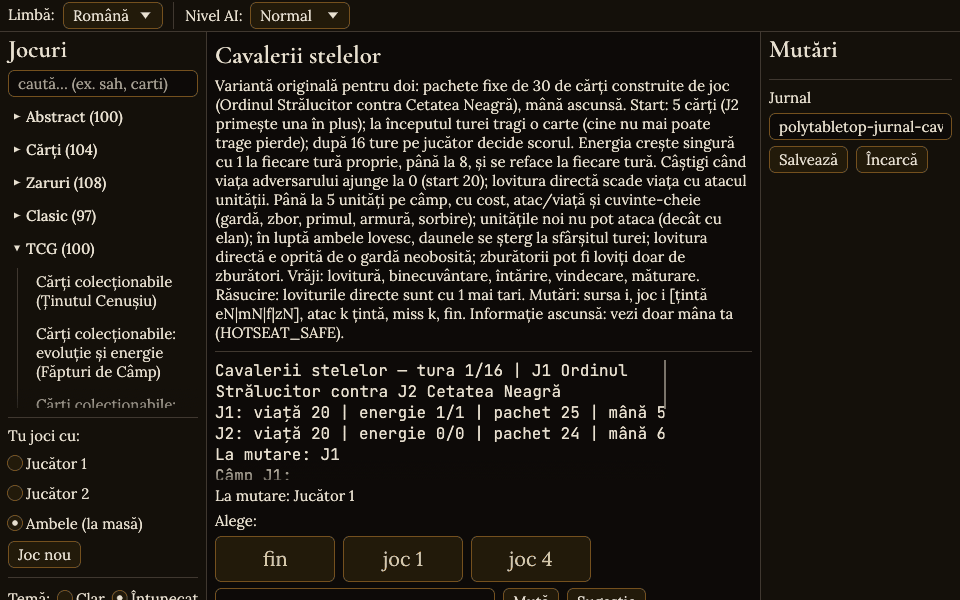 Limbă: Română ▼ Nivel AI: Normal ▼
Jocuri
caută... (ex. sah, carti)
▸ Abstract (100)
▸ Cărți (104)
▸ Zaruri (108)
▸ Clasic (97)
▾ TCG (100)
Cărți colecționabile
(Ținutul Cenușiu)
Cărți colecționabile:
evoluție și energie
(Făpturi de Câmp)
Cărți colecționabile:
Tu joci cu:
Jucător 1
Jucător 2
Ambele (la masă)
Joc nou
Temă: Clar Întunecat
Cavalerii stelelor
Variantă originală pentru doi: pachete fixe de 30 de cărți construite de joc
(Ordinul Strălucitor contra Cetatea Neagră), mână ascunsă. Start: 5 cărți (J2
primește una în plus); la începutul turei tragi o carte (cine nu mai poate
trage pierde); după 16 ture pe jucător decide scorul. Energia crește singură
cu 1 la fiecare tură proprie, până la 8, și se reface la fiecare tură. Câștigi când
viața adversarului ajunge la 0 (start 20); lovitura directă scade viața cu atacul
unității. Până la 5 unități pe câmp, cu cost, atac/viață și cuvinte-cheie
(gardă, zbor, primul, armură, sorbire); unitățile noi nu pot ataca (decât cu
elan); în luptă ambele lovesc, daunele se șterg la sfârșitul turei; lovitura
directă e oprită de o gardă neobosită; zburătorii pot fi loviți doar de
zburători. Vrăji: lovitură, binecuvântare, întărire, vindecare, măturare.
Răsucire: loviturile directe sunt cu 1 mai tari. Mutări: sursa i, joc i [țintă
eN|mN|f|zN], atac k țintă, miss k, fin. Informație ascunsă: vezi doar mâna ta
(HOTSEAT_SAFE).
Cavalerii stelelor — tura 1/16 | J1 Ordinul
Strălucitor contra J2 Cetatea Neagră
J1: viață 20 | energie 1/1 | pachet 25 | mână 5
J2: viață 20 | energie 0/0 | pachet 24 | mână 6
La mutare: J1
Câmp J1:
La mutare: Jucător 1
Alege:
fin joc 1 joc 4
Mută Sugestie
Mutări
Jurnal
polytabletop-jurnal-cav
Salvează Încarcă